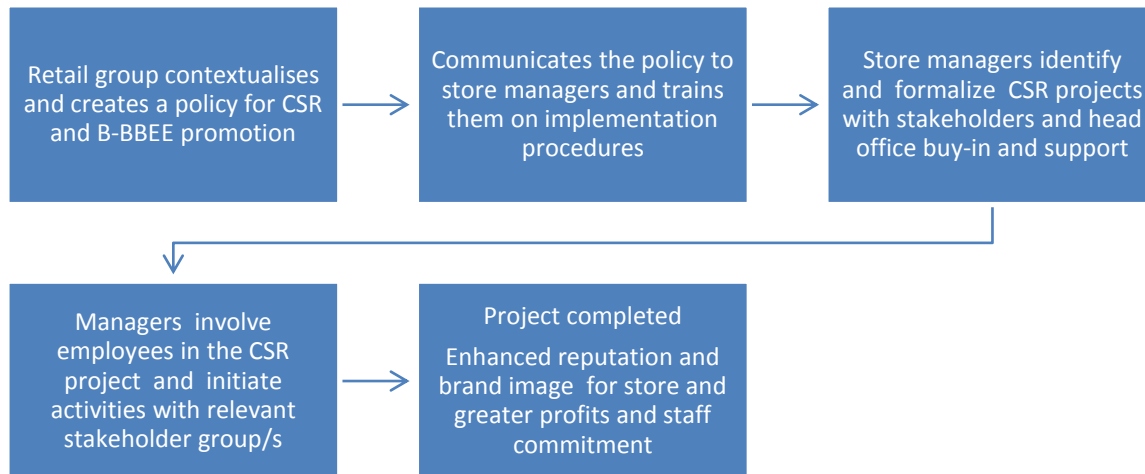 Retail group contextualises
and creates a policy for CSR
and B-BBEE promotion
Communicates the policy to
store managers and trains
them on implementation
procedures
Store managers identify
and formalize CSR projects
with stakeholders and head
office buy-in and support
Managers involve
employees in the CSR
project and initiate
activities with relevant
stakeholder group/s
Project completed
Enhanced reputation and
brand image for store and
greater profits and staff
commitment